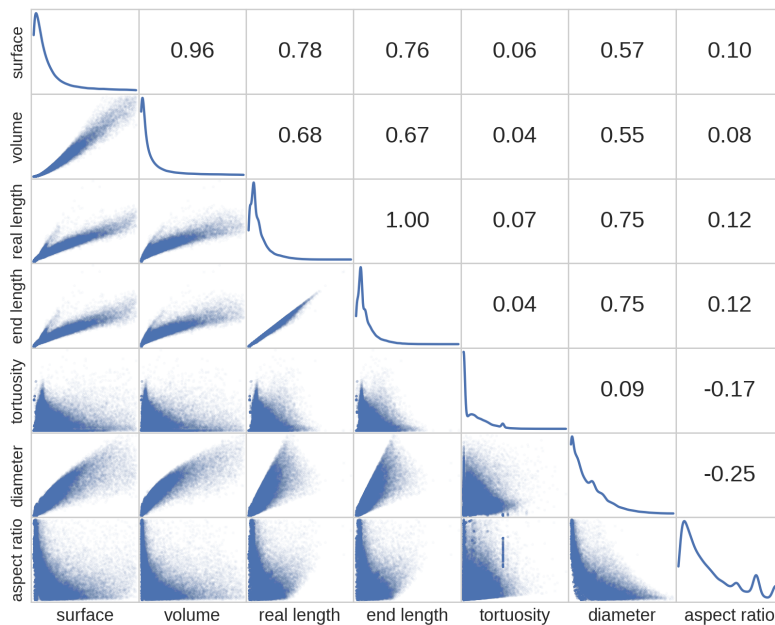 surface 0.96 0.78 0.76 0.06 0.57 0.10
volume 0.68 0.67 0.04 0.55 0.08
real length 1.00 0.07 0.75 0.12
end length 0.04 0.75 0.12
tortuosity 0.09 -0.17
diameter -0.25
aspect ratio
surface volume real length end length tortuosity diameter aspect ratio